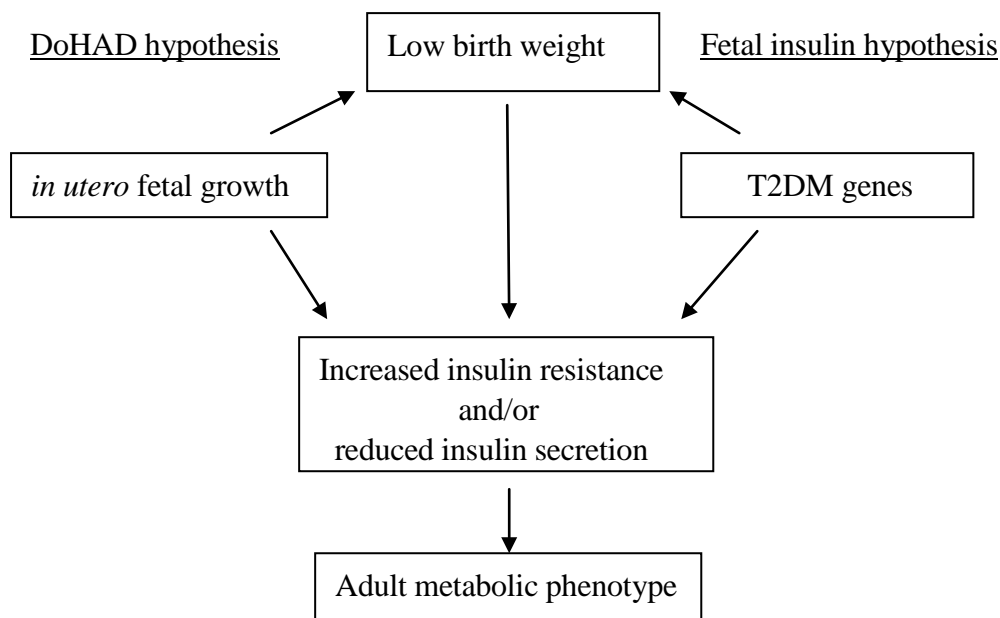 DoHAD hypothesis
Low birth weight
Fetal insulin hypothesis
in utero fetal growth
T2DM genes
Increased insulin resistance
and/or
reduced insulin secretion
Adult metabolic phenotype